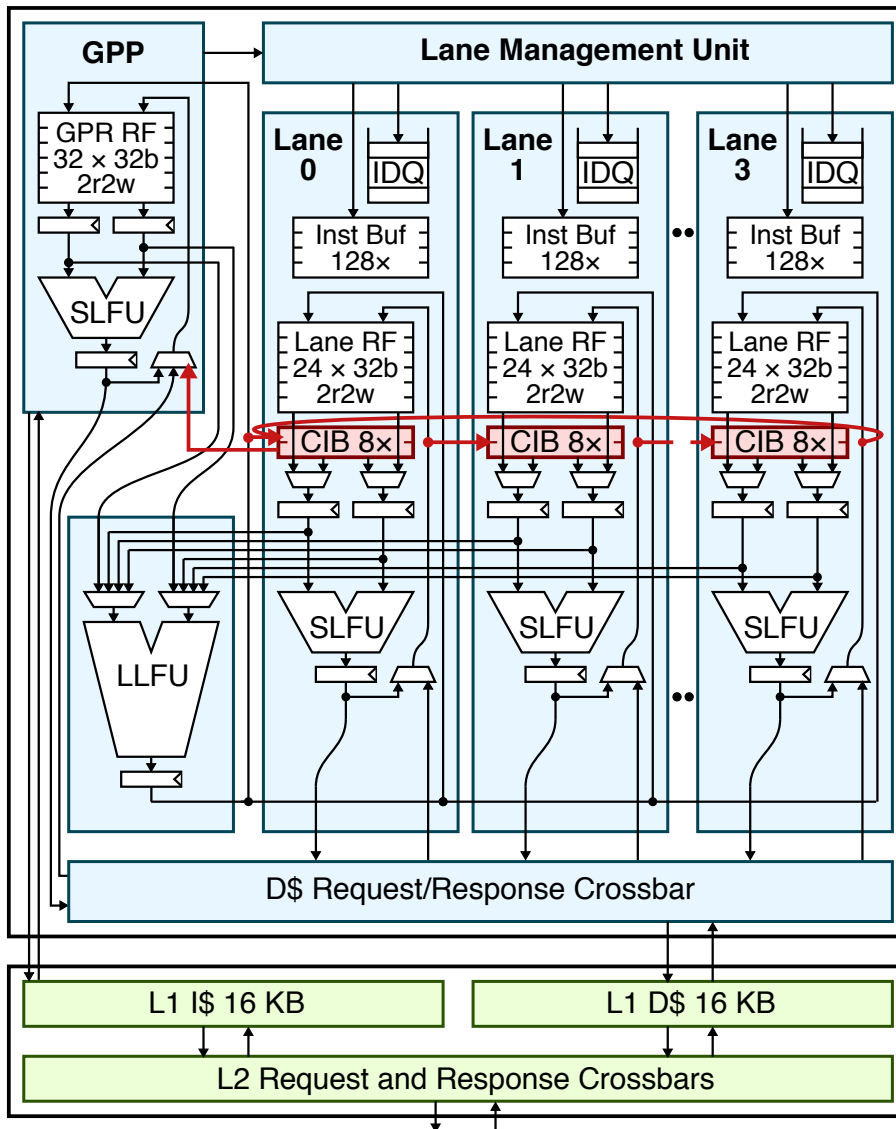 GPP
Lane Management Unit
GPR RF
32 × 32b
2r2w
SLFU
Lane
0
IDQ
Inst Buf
128×
Lane RF
24 × 32b
2r2w
CIB 8×
SLFU
Lane
1
IDQ
Inst Buf
128×
Lane RF
24 × 32b
2r2w
CIB 8×
SLFU
Lane
3
IDQ
Inst Buf
128×
Lane RF
24 × 32b
2r2w
CIB 8×
SLFU
LLFU
D$ Request/Response Crossbar
L1 I$ 16 KB
L1 D$ 16 KB
L2 Request and Response Crossbars